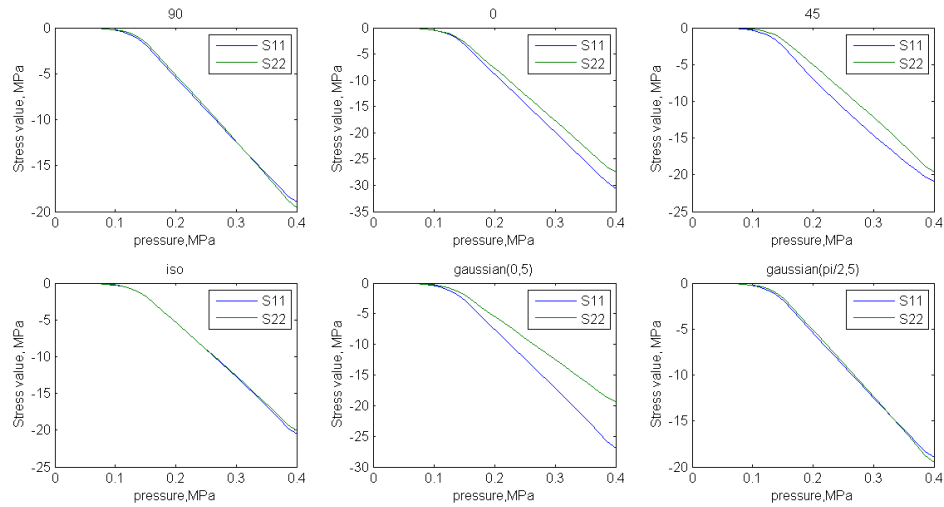 90
0
-5
-10
-15
-20
0 0.1 0.2 0.3 0.4
Stress value, MPa
pressure,MPa
S11
S22
0
0
-5
-10
-15
-20
-25
-30
-35
0 0.1 0.2 0.3 0.4
Stress value, MPa
pressure,MPa
S11
S22
45
0
-5
-10
-15
-20
-25
0 0.1 0.2 0.3 0.4
Stress value, MPa
pressure,MPa
S11
S22
iso
0
-5
-10
-15
-20
-25
0 0.1 0.2 0.3 0.4
Stress value, MPa
pressure,MPa
S11
S22
gaussian(0,5)
0
-5
-10
-15
-20
-25
-30
0 0.1 0.2 0.3 0.4
Stress value, MPa
pressure,MPa
S11
S22
gaussian(pi/2,5)
0
-5
-10
-15
-20
0 0.1 0.2 0.3 0.4
Stress value, MPa
pressure,MPa
S11
S22